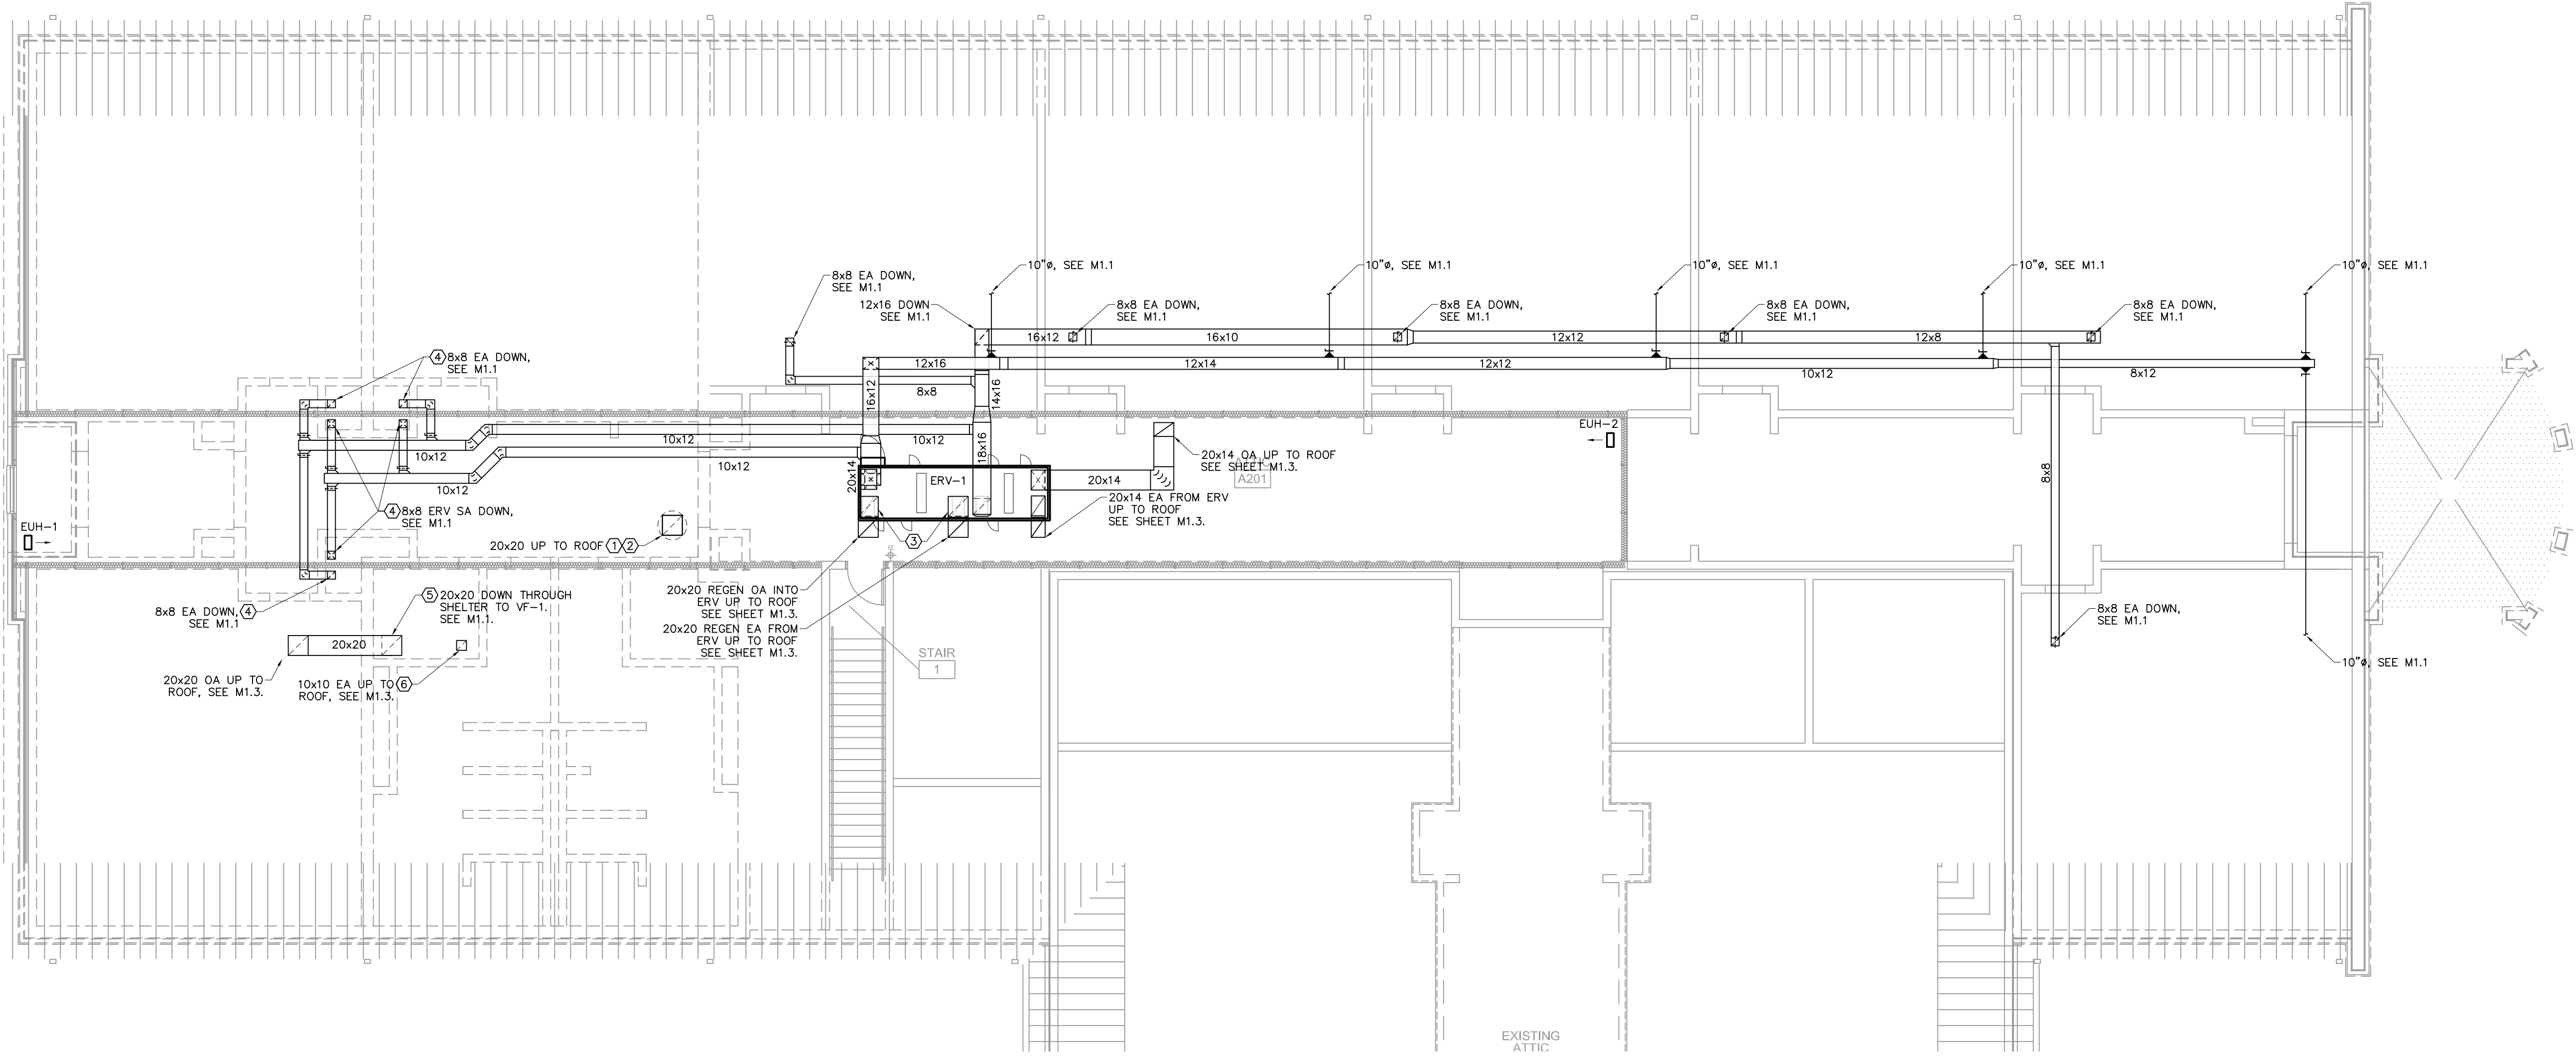 10"ø, SEE M1.1
10"ø, SEE M1.1
10"ø, SEE M1.1
10"ø, SEE M1.1
10"ø, SEE M1.1
8x8 EA DOWN,
SEE M1.1
12x16 DOWN
SEE M1.1
8x8 EA DOWN,
SEE M1.1
8x8 EA DOWN,
SEE M1.1
8x8 EA DOWN,
SEE M1.1
8x8 EA DOWN,
SEE M1.1
16x12
16x10
12x12
12x8
4 8x8 EA DOWN,
SEE M1.1
12x16
12x14
12x12
10x12
8x12
16x12
8x8
14x16
EUH-2
10x12
10x12
10x12
18x16
10x12
20x14
20x14 OA UP TO ROOF
SEE SHEET M1.3.
ATTIC
A201
10x12
ERV-1
20x14
8x8
20x14 EA FROM ERV
UP TO ROOF
SEE SHEET M1.3.
4 8x8 ERV SA DOWN,
SEE M1.1
EUH-1
20x20 UP TO ROOF 1 2
3
20x20 REGEN OA INTO
ERV UP TO ROOF
SEE SHEET M1.3.
8x8 EA DOWN, 4
SEE M1.1
5 20x20 DOWN THROUGH
SHELTER TO VF-1.
SEE M1.1.
8x8 EA DOWN,
SEE M1.1
20x20 REGEN EA FROM
ERV UP TO ROOF
SEE SHEET M1.3.
20x20
STAIR
1
10"ø, SEE M1.1
20x20 OA UP TO
ROOF, SEE M1.3.
10x10 EA UP TO 6
ROOF, SEE M1.3.
EXISTING
ATTIC